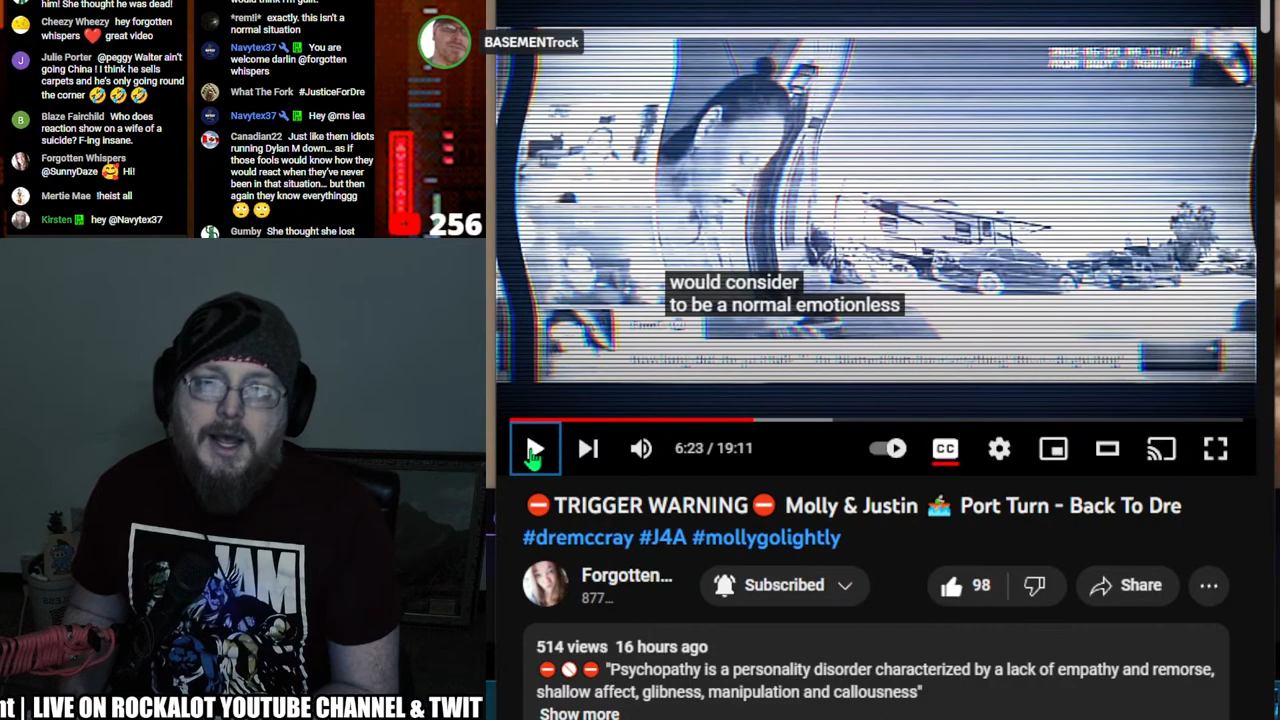 him! She thought he was dead!
Cheezy Wheezy hey forgotten
whispers ❤️ great video
Julie Porter @peggy Walter ain't
going China ! I think he sells
carpets and he's only going round
the corner 🤣 🤣 🤣
Blaze Fairchild Who does
reaction show on a wife of a
suicide? F-ing insane.
Forgotten Whispers
@SunnyDaze 🥰 Hi!
Mertie Mae !heist all
Kirsten hey @Navytex37
*rem!i* exactly. this isn't a
normal situation
Navytex37 You are
welcome darlin @forgotten
whispers
What The Fork #JusticeForDre
Navytex37 Hey @ms lea
Canadian22 Just like them idiots
running Dylan M down... as if
those fools would know how they
would react when they've never
been in that situation... but then
again they know everythinggg
🙄 🙄
Gumby She thought she lost
256
BASEMENTrock
would consider
to be a normal emotionless
6:23 / 19:11
CC
⛔TRIGGER WARNING⛔ Molly & Justin 🚣 Port Turn - Back To Dre
#dremccray #J4A #mollygolightly
Forgotten...
877...
Subscribed
98
Share
514 views 16 hours ago
⛔ 🚫 ⛔ "Psychopathy is a personality disorder characterized by a lack of empathy and remorse,
shallow affect, glibness, manipulation and callousness"
Show more
JAM
nt | LIVE ON ROCKALOT YOUTUBE CHANNEL & TWIT